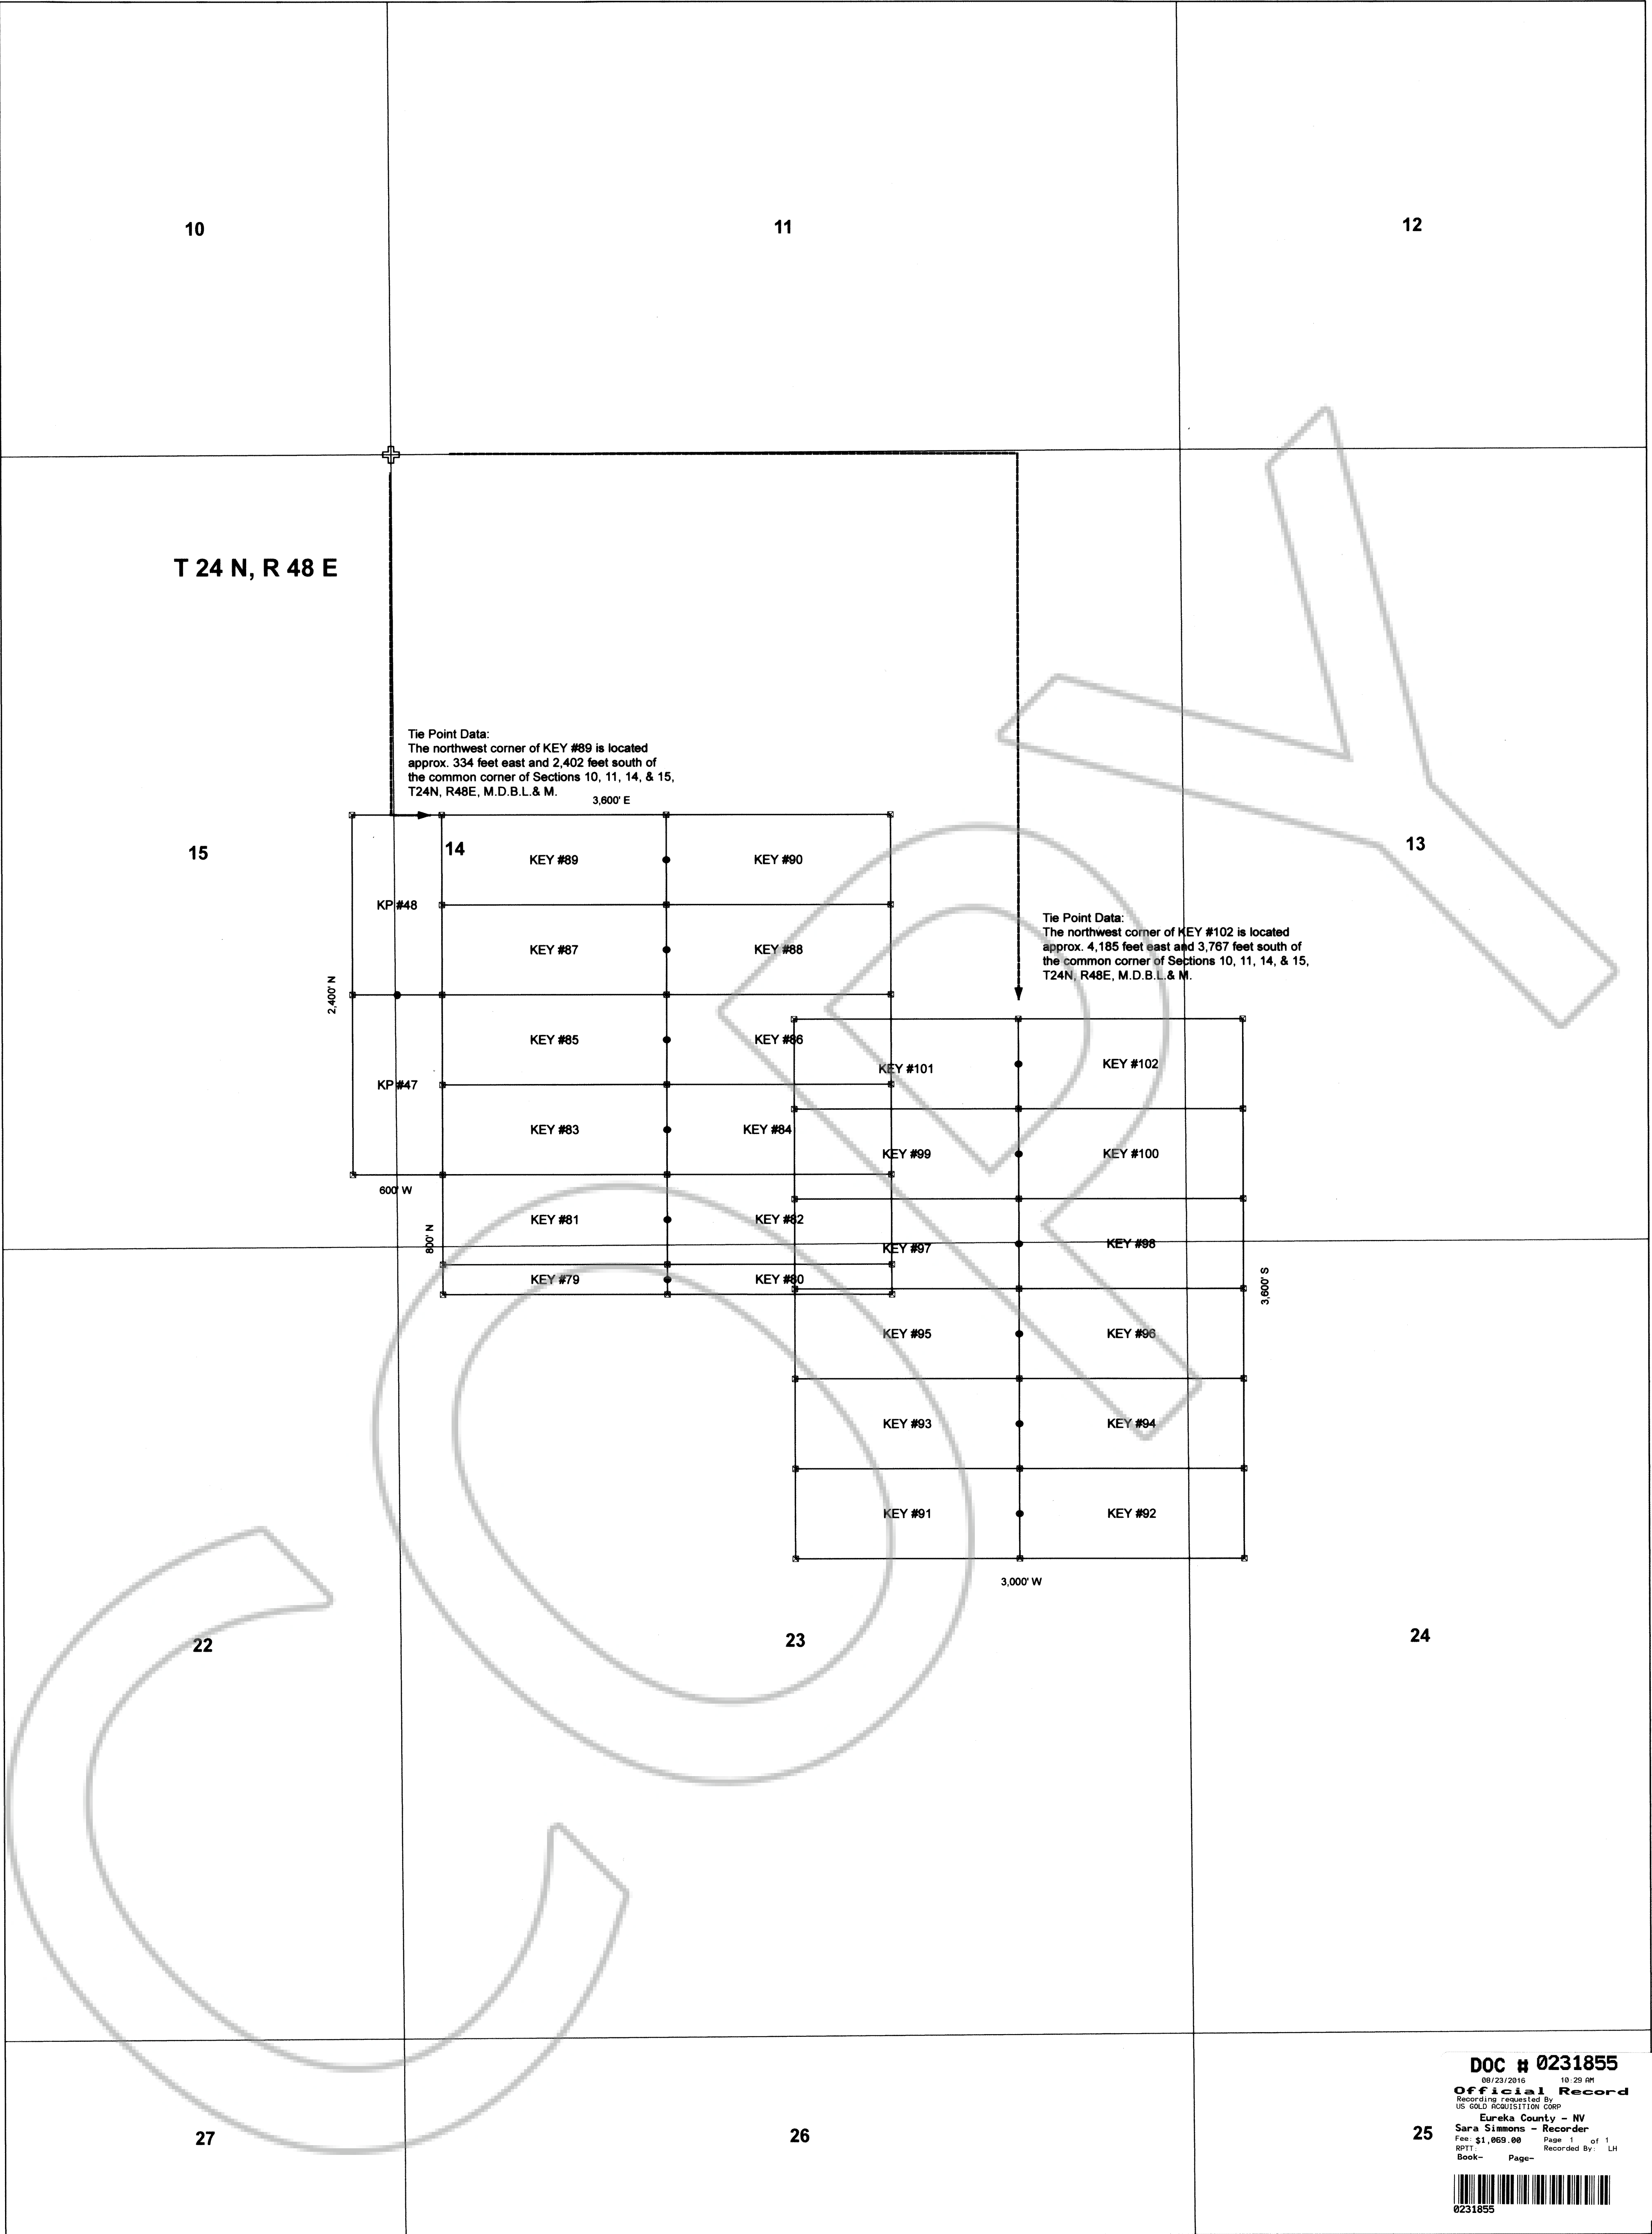 10
11
12
T 24 N, R 48 E
Tie Point Data:
The northwest corner of KEY #89 is located
approx. 334 feet east and 2,402 feet south of
the common corner of Sections 10, 11, 14, & 15,
T24N, R48E, M.D.B.L.& M.
3,600' E
15
14
13
KEY #89
KEY #90
KP #48
KEY #87
KEY #88
Tie Point Data:
The northwest corner of KEY #102 is located
approx. 4,185 feet east and 3,767 feet south of
the common corner of Sections 10, 11, 14, & 15,
T24N, R48E, M.D.B.L.& M.
2,400' N
KEY #85
KEY #86
KEY #101
KEY #102
KP #47
KEY #83
KEY #84
KEY #99
KEY #100
600' W
800' N
KEY #81
KEY #82
KEY #97
KEY #98
KEY #79
KEY #80
3,600' S
KEY #95
KEY #96
KEY #93
KEY #94
KEY #91
KEY #92
3,000' W
22
23
24
27
26
25
COPY
DOC # 0231855
08/23/2016 10:29 AM
Official Record
Recording requested By
US GOLD ACQUISITION CORP
Eureka County - NV
Sara Simmons - Recorder
Fee: $1,069.00 Page 1 of 1
RPTT: Recorded By: LH
Book- Page-
0231855